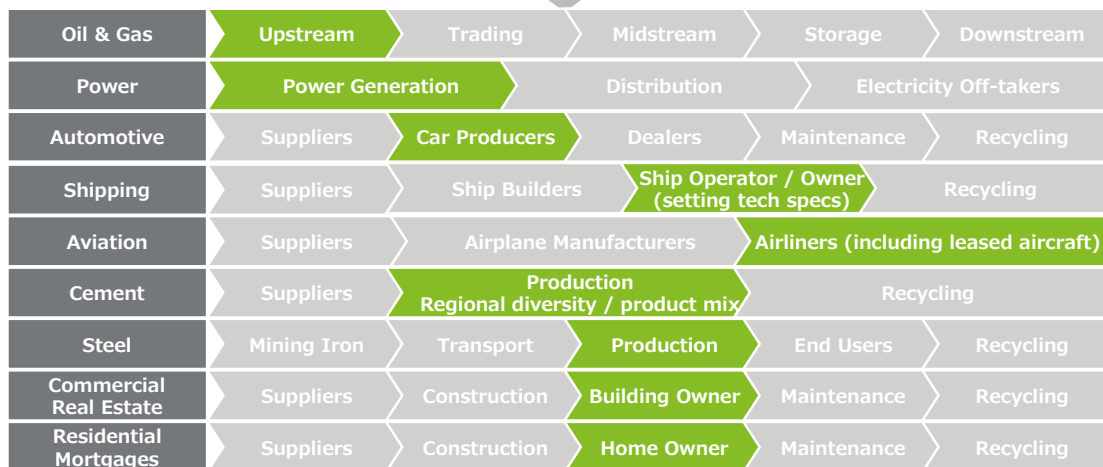 Oil & Gas Upstream Trading Midstream Storage Downstream
Power Power Generation Distribution Electricity Off-takers
Automotive Suppliers Car Producers Dealers Maintenance Recycling
Shipping Suppliers Ship Builders Ship Operator / Owner
(setting tech specs) Recycling
Aviation Suppliers Airplane Manufacturers Airliners (including leased aircraft)
Cement Suppliers Production
Regional diversity / product mix Recycling
Steel Mining Iron Transport Production End Users Recycling
Commercial
Real Estate Suppliers Construction Building Owner Maintenance Recycling
Residential
Mortgages Suppliers Construction Home Owner Maintenance Recycling